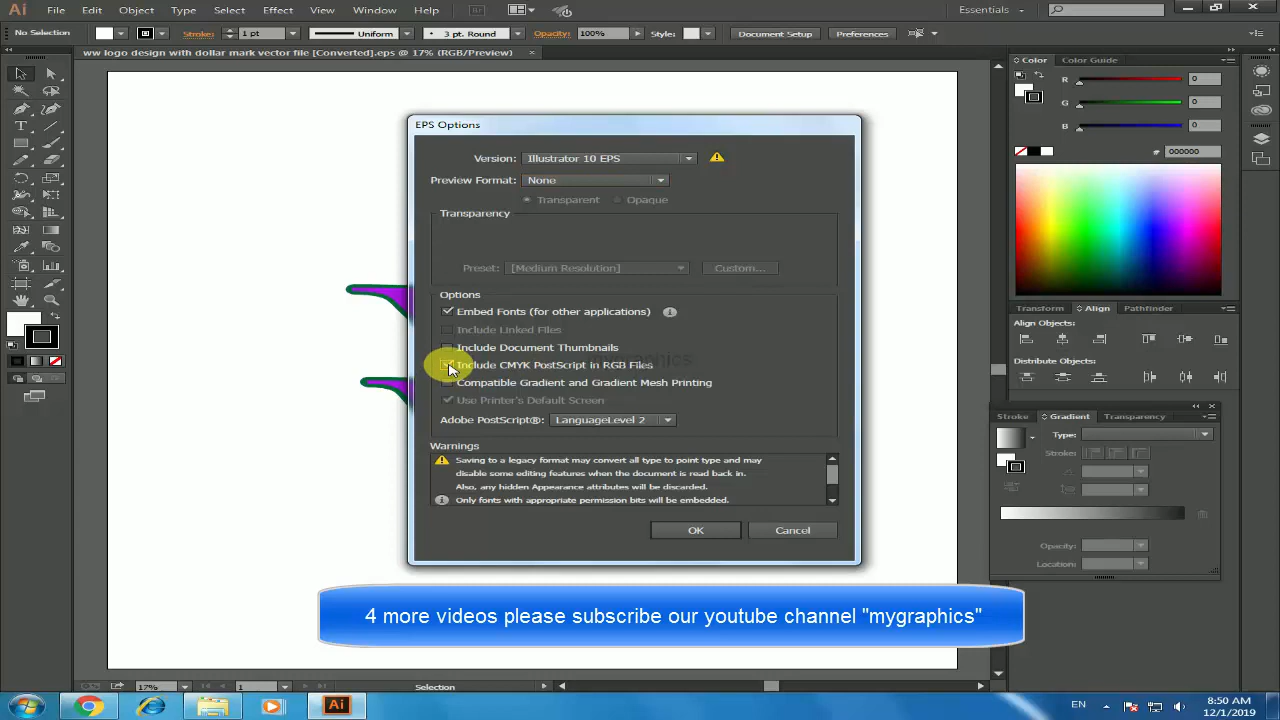 Ai File Edit Object Type Select Effect View Window Help Br Essentials
No Selection Stroke: 1 pt Uniform 3 pt. Round Opacity: 100% Style: Document Setup Preferences
ww logo design with dollar mark vector file [Converted].eps @ 17% (RGB/Preview) ×
Color Color Guide
R 0
G 0
B 0
# 000000
Transform Align Pathfinder
Align Objects:
Distribute Objects:
Stroke Gradient Transparency
Type:
Strokes:
Opacity:
Location:
EPS Options
Version: Illustrator 10 EPS
Preview Format: None
Transparent Opaque
Transparency
Preset: [Medium Resolution] Custom...
Options
Embed Fonts (for other applications)
Include Linked Files
Include Document Thumbnails
mygraphics
Include CMYK PostScript in RGB Files
Compatible Gradient and Gradient Mesh Printing
Use Printer's Default Screen
Adobe PostScript®: LanguageLevel 2
Warnings
Saving to a legacy format may convert all type to point type and may
disable some editing features when the document is read back in.
Also, any hidden Appearance attributes will be discarded.
Only fonts with appropriate permission bits will be embedded.
OK Cancel
4 more videos please subscribe our youtube channel "mygraphics"
17% 1 Selection
Ai EN 8:50 AM
12/1/2019